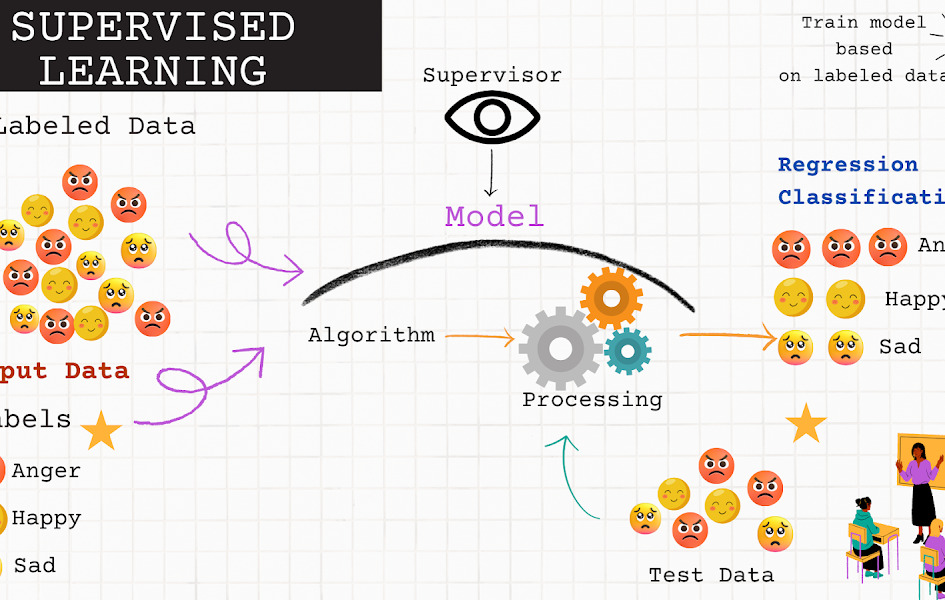 SUPERVISED
LEARNING
Labeled Data
put Data
bels
Anger
Happy
Sad
Supervisor
Model
Algorithm
Processing
Train model
based
on labeled data
Regression
Classificati
An
Happy
Sad
Test Data